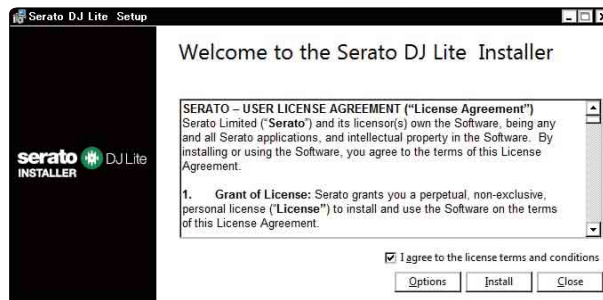 Serato DJ Lite Setup
Welcome to the Serato DJ Lite Installer
serato DJ Lite
INSTALLER
SERATO – USER LICENSE AGREEMENT (“License Agreement”)
Serato Limited (“Serato”) and its licensor(s) own the Software, being any
and all Serato applications, and intellectual property in the Software. By
installing or using the Software, you agree to the terms of this License
Agreement.
1. Grant of License: Serato grants you a perpetual, non-exclusive,
personal license (“License”) to install and use the Software on the terms
of this License Agreement.
I agree to the license terms and conditions
Options Install Close